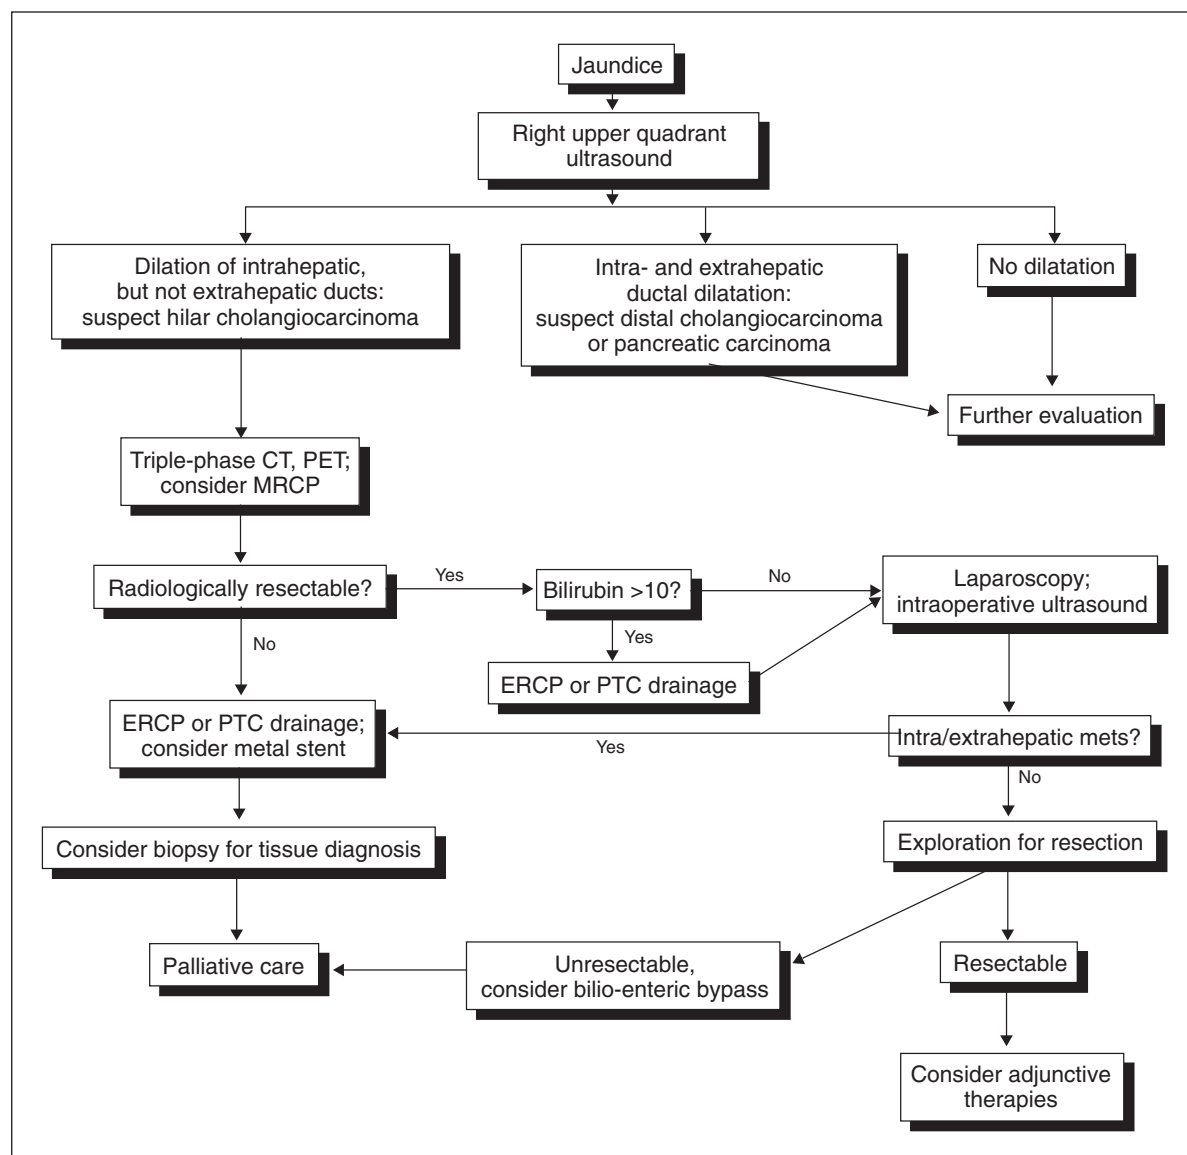 Jaundice
Right upper quadrant
ultrasound
Dilation of intrahepatic,
but not extrahepatic ducts:
suspect hilar cholangiocarcinoma
Intra- and extrahepatic
ductal dilatation:
suspect distal cholangiocarcinoma
or pancreatic carcinoma
No dilatation
Further evaluation
Triple-phase CT, PET;
consider MRCP
Radiologically resectable?
Yes
Bilirubin >10?
No
Laparoscopy;
intraoperative ultrasound
No
Yes
ERCP or PTC drainage
ERCP or PTC drainage;
consider metal stent
Yes
Intra/extrahepatic mets?
No
Consider biopsy for tissue diagnosis
Exploration for resection
Palliative care
Unresectable,
consider bilio-enteric bypass
Resectable
Consider adjunctive
therapies